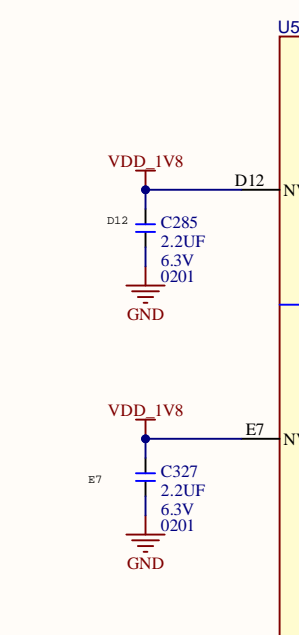 U5
VDD_1V8
D12
NV
D12
C285
2.2UF
6.3V
0201
GND
VDD_1V8
E7
NV
E7
C327
2.2UF
6.3V
0201
GND